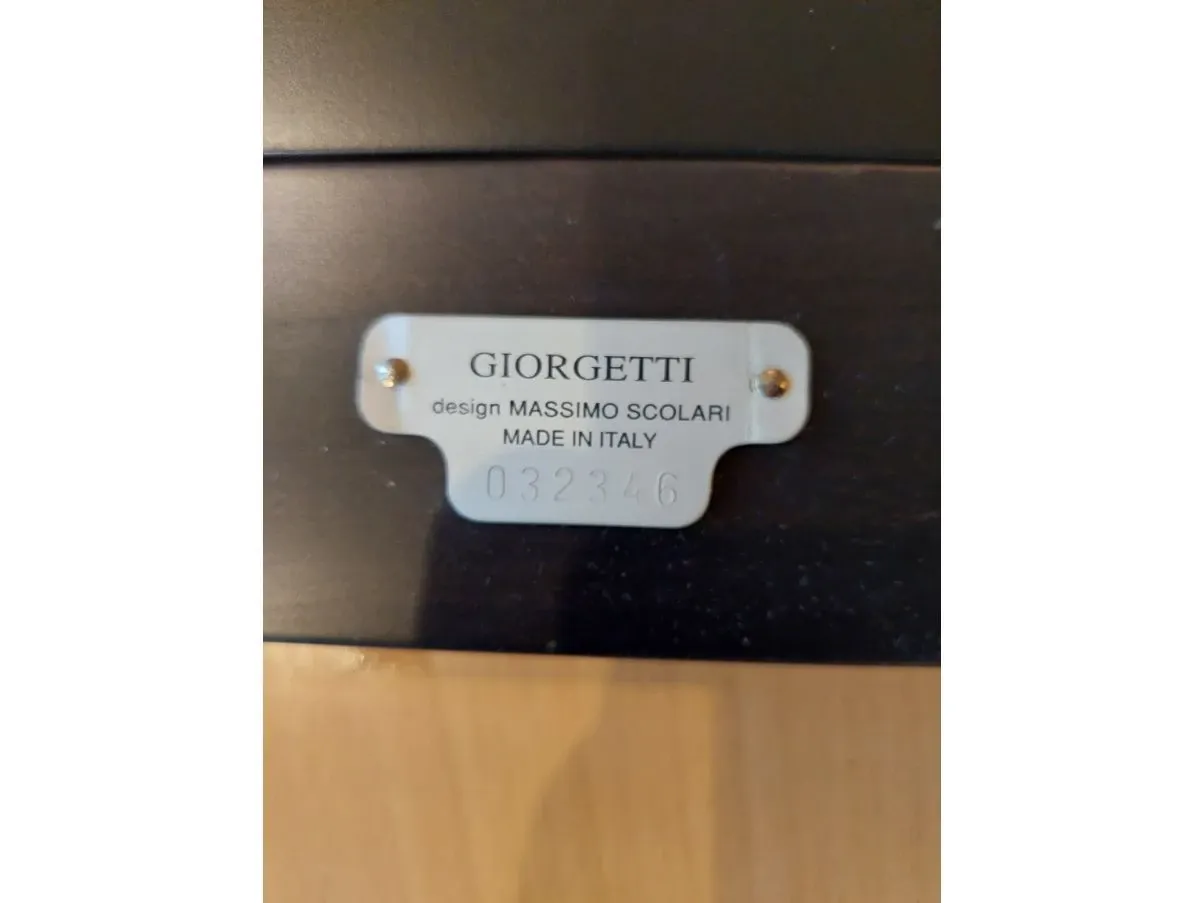 GIORGETTI
design MASSIMO SCOLARI
MADE IN ITALY
032346